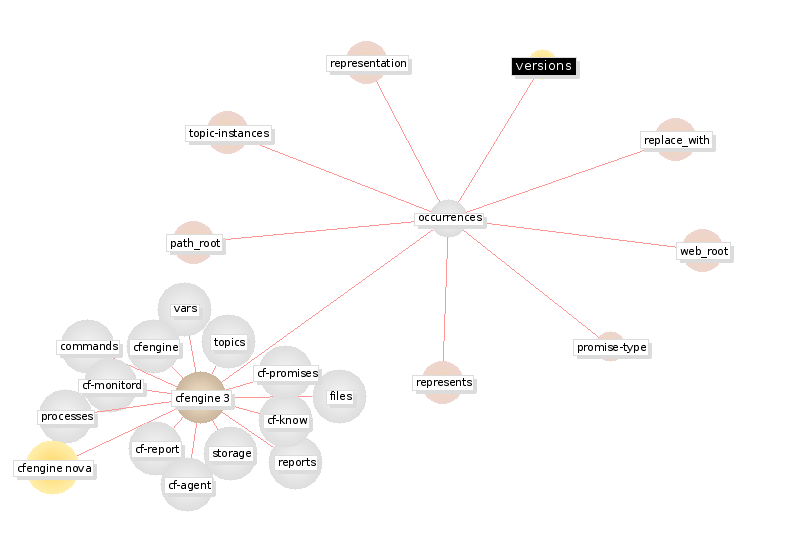 representation
versions
topic-instances
replace_with
occurrences
path_root
web_root
vars
topics
commands
cfengine
promise-type
cf-promises
cf-monitord
represents
cfengine 3
files
processes
cf-know
cf-report
storage
reports
cfengine nova
cf-agent